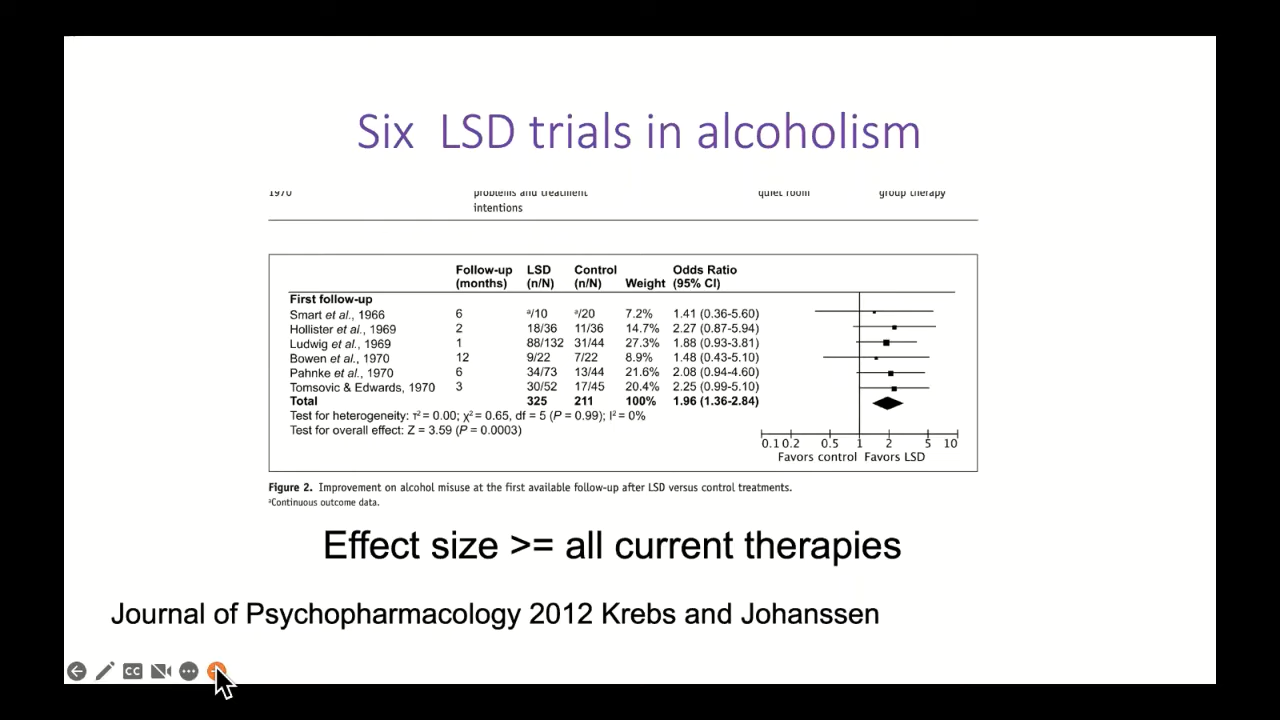 Six LSD trials in alcoholism
1970 problems and treatment quiet room group therapy
intentions
Follow-up LSD Control Odds Ratio
(months) (n/N) (n/N) Weight (95% CI)
First follow-up
Smart et al., 1966 6 ᵃ/10 ᵃ/20 7.2% 1.41 (0.36-5.60)
Hollister et al., 1969 2 18/36 11/36 14.7% 2.27 (0.87-5.94)
Ludwig et al., 1969 1 88/132 31/44 27.3% 1.88 (0.93-3.81)
Bowen et al., 1970 12 9/22 7/22 8.9% 1.48 (0.43-5.10)
Pahnke et al., 1970 6 34/73 13/44 21.6% 2.08 (0.94-4.60)
Tomsovic & Edwards, 1970 3 30/52 17/45 20.4% 2.25 (0.99-5.10)
Total 325 211 100% 1.96 (1.36-2.84)
Test for heterogeneity: τ² = 0.00; χ² = 0.65, df = 5 (P = 0.99); I² = 0%
Test for overall effect: Z = 3.59 (P = 0.0003)
0.1 0.2 0.5 1 2 5 10
Favors control Favors LSD
Figure 2. Improvement on alcohol misuse at the first available follow-up after LSD versus control treatments.
ᵃContinuous outcome data.
Effect size >= all current therapies
Journal of Psychopharmacology 2012 Krebs and Johanssen
CC